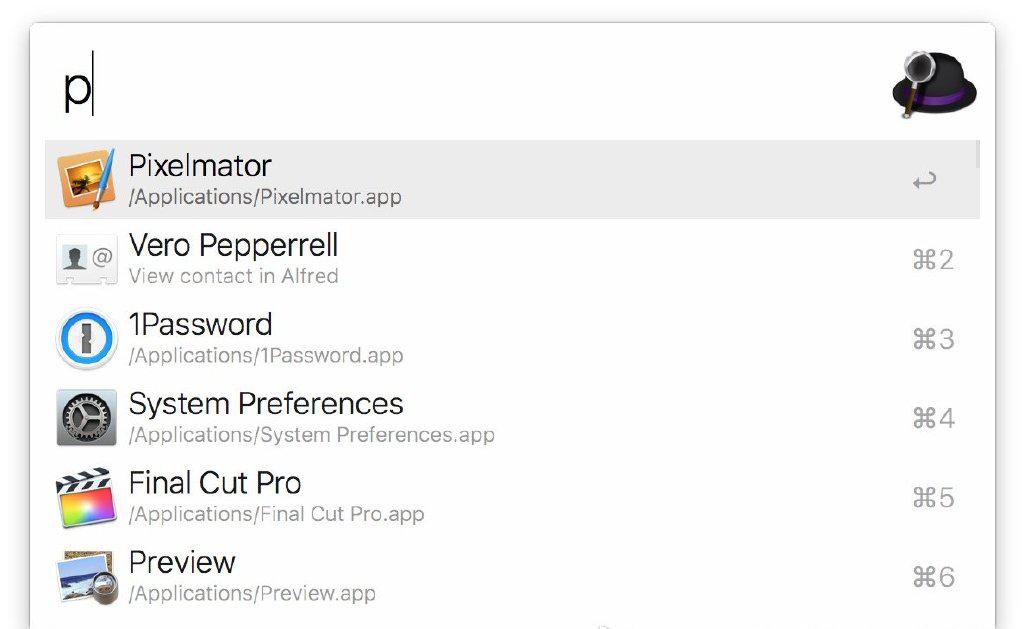 p
Pixelmator
/Applications/Pixelmator.app
↩
Vero Pepperrell
View contact in Alfred
⌘2
1Password
/Applications/1Password.app
⌘3
System Preferences
/Applications/System Preferences.app
⌘4
Final Cut Pro
/Applications/Final Cut Pro.app
⌘5
Preview
/Applications/Preview.app
⌘6